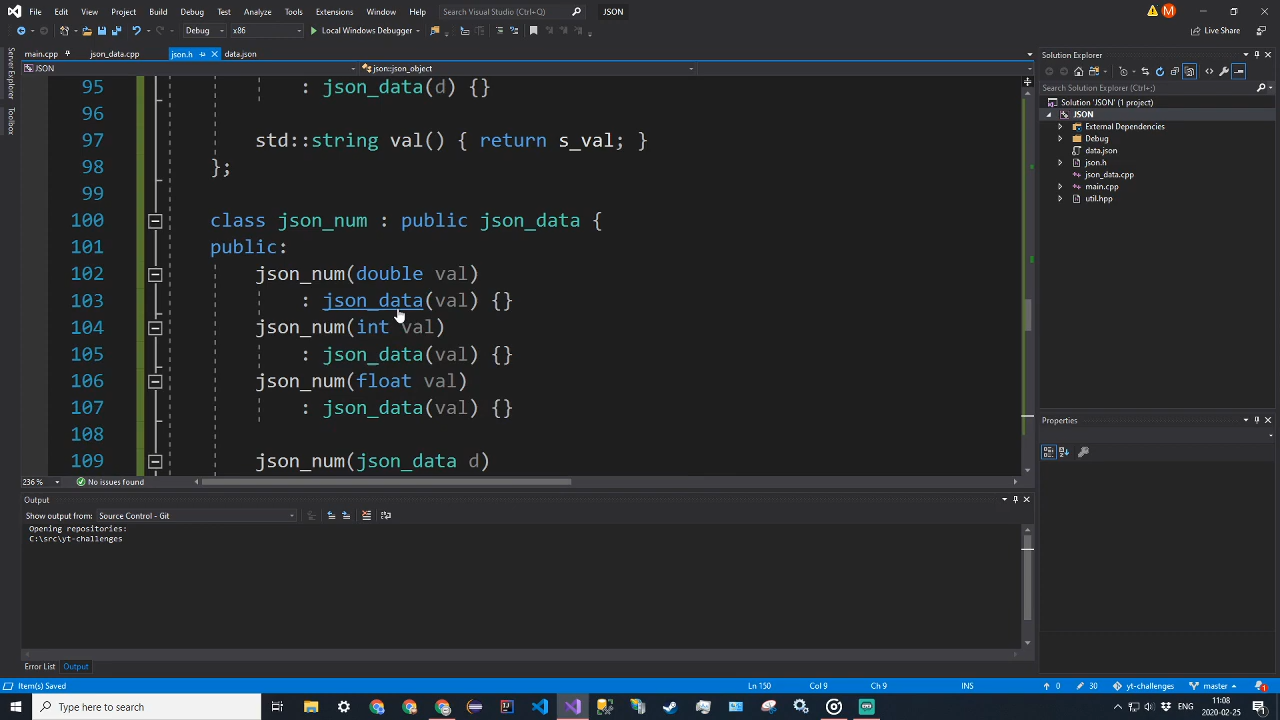 File Edit View Project Build Debug Test Analyze Tools Extensions Window Help Search Visual Studio JSON M
Debug x86 Local Windows Debugger Live Share
main.cpp json_data.cpp json.h data.json
JSON json::json_object
Server Explorer
Toolbox
95 : json_data(d) {}
96
97 std::string val() { return s_val; }
98 };
99
100 class json_num : public json_data {
101 public:
102 json_num(double val)
103 : json_data(val) {}
104 json_num(int val)
105 : json_data(val) {}
106 json_num(float val)
107 : json_data(val) {}
108
109 json_num(json_data d)
236 % No issues found
Solution Explorer
Search Solution Explorer
Solution 'JSON' (1 project)
JSON
External Dependencies
Debug
data.json
json.h
json_data.cpp
main.cpp
util.hpp
Properties
Output
Show output from: Source Control - Git
Opening repositories:
C:\src\yt-challenges
Error List Output
Item(s) Saved Ln 150 Col 9 Ch 9 INS 0 30 yt-challenges master 1
Type here to search ENG 11:08
2020-02-25